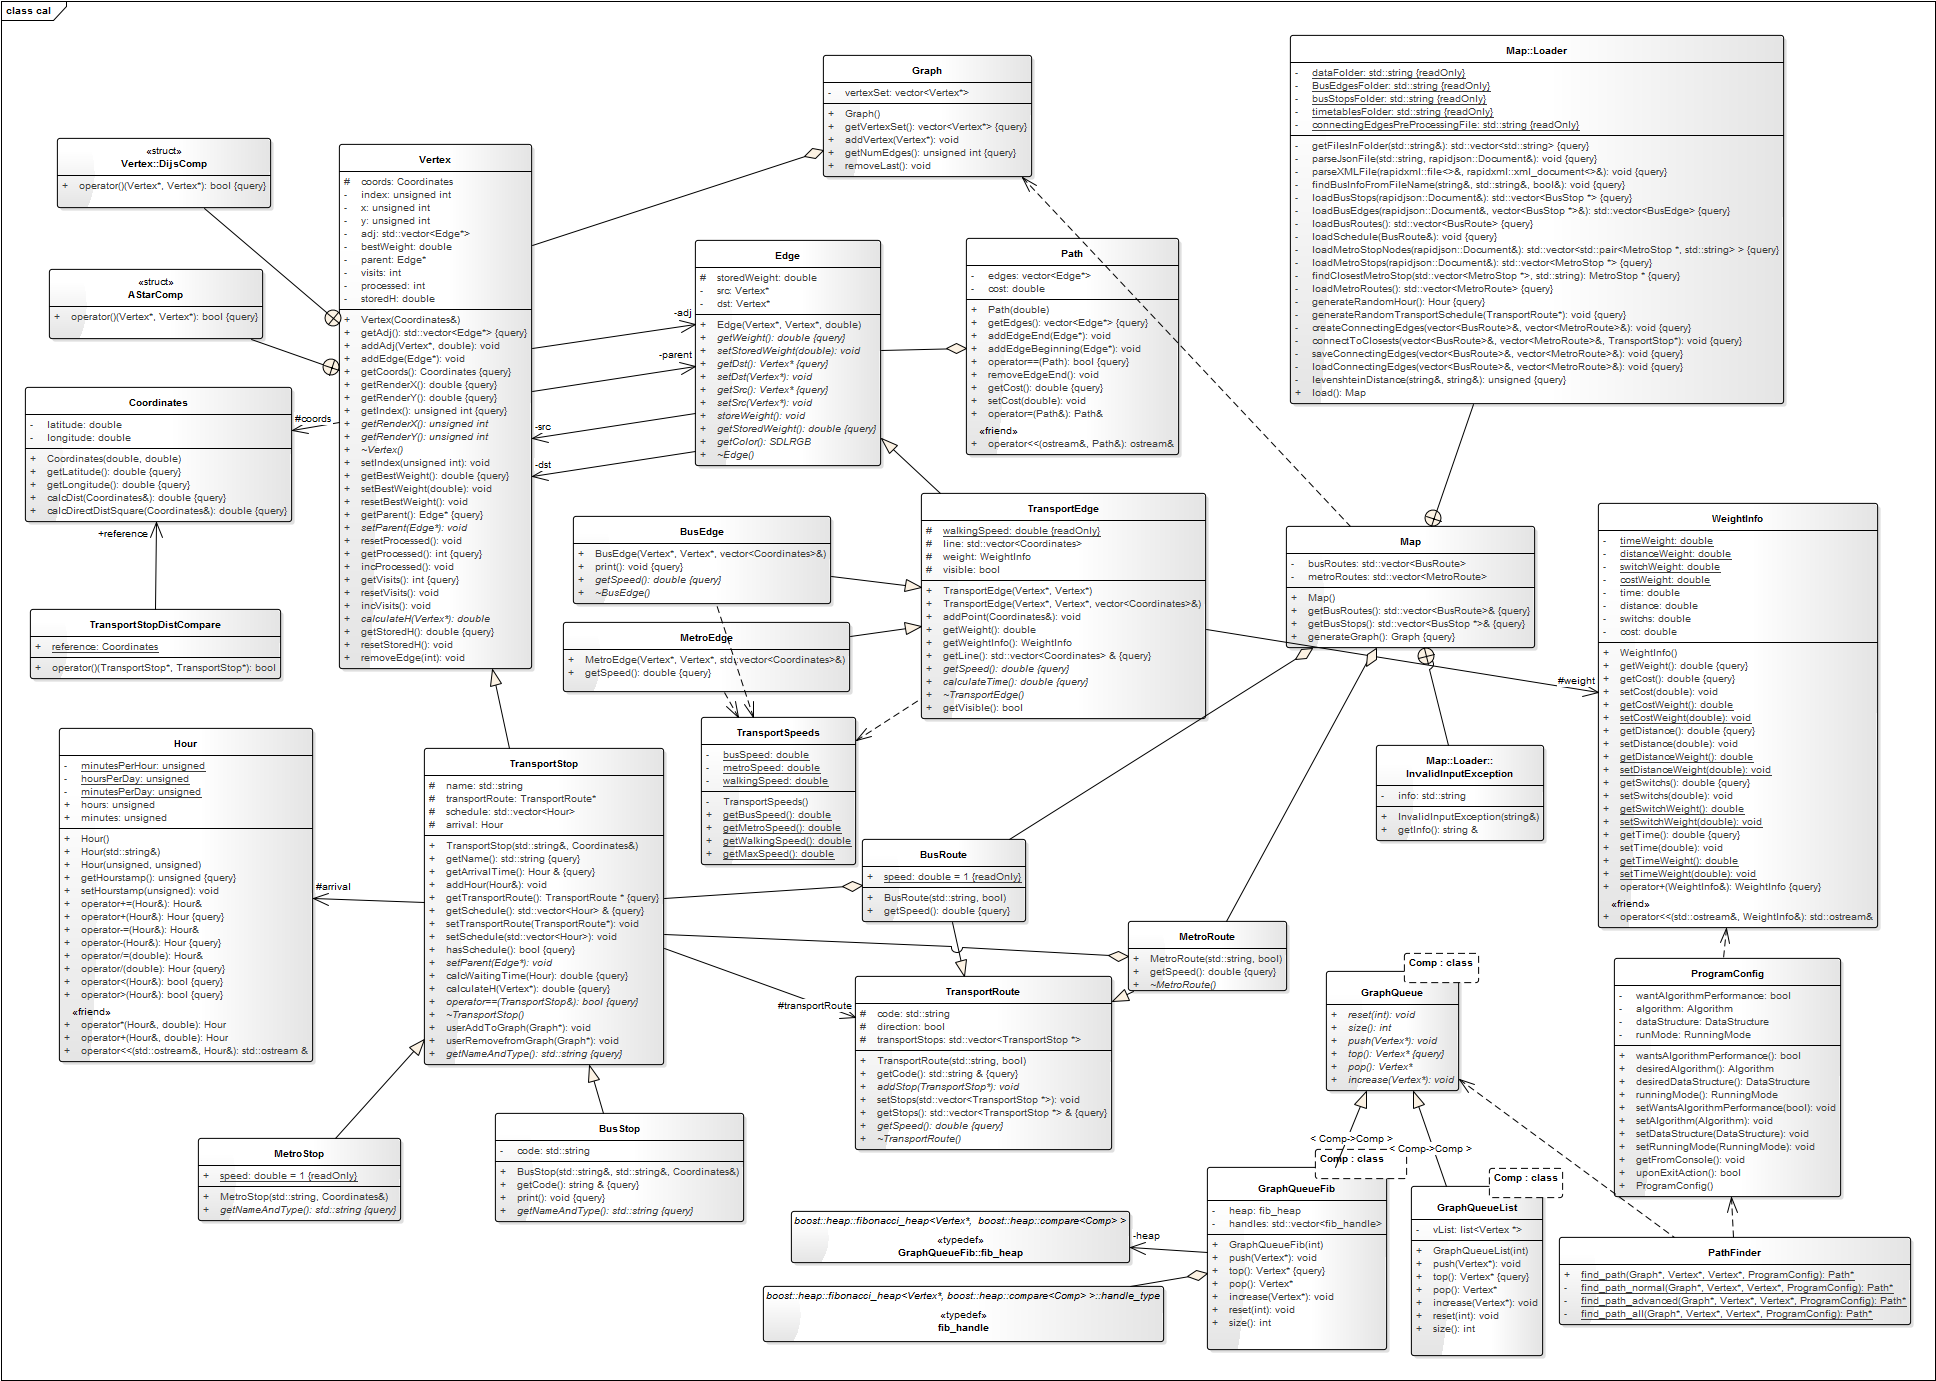 class cal
Graph
- vertexSet: vector<Vertex*>
+ Graph()
+ getVertexSet(): vector<Vertex*> {query}
+ addVertex(Vertex*): void
+ getNumEdges(): unsigned int {query}
+ removeLast(): void
Map::Loader
- dataFolder: std::string {readOnly}
- BusEdgesFolder: std::string {readOnly}
- busStopsFolder: std::string {readOnly}
- timetablesFolder: std::string {readOnly}
- connectingEdgesPreProcessingFile: std::string {readOnly}
- getFilesInFolder(std::string&): std::vector<std::string> {query}
- parseJsonFile(std::string, rapidjson::Document&): void {query}
- parseXMLFile(rapidxml::file<>&, rapidxml::xml_document<>&): void {query}
- findBusInfoFromFileName(string&, std::string&, bool&): void {query}
- loadBusStops(rapidjson::Document&): std::vector<BusStop *> {query}
- loadBusEdges(rapidjson::Document&, vector<BusStop *>&): std::vector<BusEdge> {query}
- loadBusRoutes(): std::vector<BusRoute> {query}
- loadSchedule(BusRoute&): void {query}
- loadMetroStopNodes(rapidjson::Document&): std::vector<std::pair<MetroStop *, std::string> > {query}
- loadMetroStops(rapidjson::Document&): std::vector<MetroStop *> {query}
- findClosestMetroStop(std::vector<MetroStop *>, std::string): MetroStop * {query}
- loadMetroRoutes(): std::vector<MetroRoute> {query}
- generateRandomHour(): Hour {query}
- generateRandomTransportSchedule(TransportRoute*): void {query}
- createConnectingEdges(vector<BusRoute>&, vector<MetroRoute>&): void {query}
- connectToClosests(vector<BusRoute>&, vector<MetroRoute>&, TransportStop*): void {query}
- saveConnectingEdges(vector<BusRoute>&, vector<MetroRoute>&): void {query}
- loadConnectingEdges(vector<BusRoute>&, vector<MetroRoute>&): void {query}
- levenshteinDistance(string&, string&): unsigned {query}
+ load(): Map
«struct»
Vertex::DijsComp
+ operator()(Vertex*, Vertex*): bool {query}
«struct»
AStarComp
+ operator()(Vertex*, Vertex*): bool {query}
Vertex
# coords: Coordinates
- index: unsigned int
- x: unsigned int
- y: unsigned int
- adj: std::vector<Edge*>
- bestWeight: double
- parent: Edge*
- visits: int
- processed: int
- storedH: double
+ Vertex(Coordinates&)
+ getAdj(): std::vector<Edge*> {query}
+ addAdj(Vertex*, double): void
+ addEdge(Edge*): void
+ getCoords(): Coordinates {query}
+ getRenderX(): double {query}
+ getRenderY(): double {query}
+ getIndex(): unsigned int {query}
+ getRenderX(): unsigned int
+ getRenderY(): unsigned int
+ ~Vertex()
+ setIndex(unsigned int): void
+ getBestWeight(): double {query}
+ setBestWeight(double): void
+ resetBestWeight(): void
+ getParent(): Edge* {query}
+ setParent(Edge*): void
+ resetProcessed(): void
+ getProcessed(): int {query}
+ incProcessed(): void
+ getVisits(): int {query}
+ resetVisits(): void
+ incVisits(): void
+ calculateH(Vertex*): double
+ getStoredH(): double {query}
+ resetStoredH(): void
+ removeEdge(int): void
Edge
# storedWeight: double
- src: Vertex*
- dst: Vertex*
+ Edge(Vertex*, Vertex*, double)
+ getWeight(): double {query}
+ setStoredWeight(double): void
+ getDst(): Vertex* {query}
+ setDst(Vertex*): void
+ getSrc(): Vertex* {query}
+ setSrc(Vertex*): void
+ storeWeight(): void
+ getStoredWeight(): double {query}
+ getColor(): SDLRGB
+ ~Edge()
-adj
-parent
-src
-dst
Path
- edges: vector<Edge*>
- cost: double
+ Path(double)
+ getEdges(): vector<Edge*> {query}
+ addEdgeEnd(Edge*): void
+ addEdgeBeginning(Edge*): void
+ operator==(Path): bool {query}
+ removeEdgeEnd(): void
+ getCost(): double {query}
+ setCost(double): void
+ operator=(Path&): Path&
«friend»
+ operator<<(ostream&, Path&): ostream&
Coordinates
- latitude: double
- longitude: double
+ Coordinates(double, double)
+ getLatitude(): double {query}
+ getLongitude(): double {query}
+ calcDist(Coordinates&): double {query}
+ calcDirectDistSquare(Coordinates&): double {query}
#coords
+reference
TransportStopDistCompare
+ reference: Coordinates
+ operator()(TransportStop*, TransportStop*): bool
BusEdge
+ BusEdge(Vertex*, Vertex*, vector<Coordinates>&)
+ print(): void {query}
+ getSpeed(): double {query}
+ ~BusEdge()
MetroEdge
+ MetroEdge(Vertex*, Vertex*, std::vector<Coordinates>&)
+ getSpeed(): double {query}
TransportEdge
# walkingSpeed: double {readOnly}
# line: std::vector<Coordinates>
# weight: WeightInfo
# visible: bool
+ TransportEdge(Vertex*, Vertex*)
+ TransportEdge(Vertex*, Vertex*, vector<Coordinates>&)
+ addPoint(Coordinates&): void
+ getWeight(): double
+ getWeightInfo(): WeightInfo
+ getLine(): std::vector<Coordinates> & {query}
+ getSpeed(): double {query}
+ calculateTime(): double {query}
+ ~TransportEdge()
+ getVisible(): bool
Map
- busRoutes: std::vector<BusRoute>
- metroRoutes: std::vector<MetroRoute>
+ Map()
+ getBusRoutes(): std::vector<BusRoute>& {query}
+ getBusStops(): std::vector<BusStop *>& {query}
+ generateGraph(): Graph {query}
#weight
WeightInfo
- timeWeight: double
- distanceWeight: double
- switchWeight: double
- costWeight: double
- time: double
- distance: double
- switchs: double
- cost: double
+ WeightInfo()
+ getWeight(): double {query}
+ getCost(): double {query}
+ setCost(double): void
+ getCostWeight(): double
+ setCostWeight(double): void
+ getDistance(): double {query}
+ setDistance(double): void
+ getDistanceWeight(): double
+ setDistanceWeight(double): void
+ getSwitchs(): double {query}
+ setSwitchs(double): void
+ getSwitchWeight(): double
+ setSwitchWeight(double): void
+ getTime(): double {query}
+ setTime(double): void
+ getTimeWeight(): double
+ setTimeWeight(double): void
+ operator+(WeightInfo&): WeightInfo {query}
«friend»
+ operator<<(std::ostream&, WeightInfo&): std::ostream&
TransportSpeeds
- busSpeed: double
- metroSpeed: double
- walkingSpeed: double
- TransportSpeeds()
+ getBusSpeed(): double
+ getMetroSpeed(): double
+ getWalkingSpeed(): double
+ getMaxSpeed(): double
Map::Loader::
InvalidInputException
- info: std::string
+ InvalidInputException(string&)
+ getInfo(): string &
Hour
- minutesPerHour: unsigned
- hoursPerDay: unsigned
- minutesPerDay: unsigned
+ hours: unsigned
+ minutes: unsigned
+ Hour()
+ Hour(std::string&)
+ Hour(unsigned, unsigned)
+ getHourstamp(): unsigned {query}
+ setHourstamp(unsigned): void
+ operator+=(Hour&): Hour&
+ operator+(Hour&): Hour {query}
+ operator-=(Hour&): Hour&
+ operator-(Hour&): Hour {query}
+ operator/=(double): Hour&
+ operator/(double): Hour {query}
+ operator<(Hour&): bool {query}
+ operator>(Hour&): bool {query}
«friend»
+ operator*(Hour&, double): Hour
+ operator+(Hour&, double): Hour
+ operator<<(std::ostream&, Hour&): std::ostream &
#arrival
TransportStop
# name: std::string
# transportRoute: TransportRoute*
# schedule: std::vector<Hour>
# arrival: Hour
+ TransportStop(std::string&, Coordinates&)
+ getName(): std::string {query}
+ getArrivalTime(): Hour & {query}
+ addHour(Hour&): void
+ getTransportRoute(): TransportRoute * {query}
+ getSchedule(): std::vector<Hour> & {query}
+ setTransportRoute(TransportRoute*): void
+ setSchedule(std::vector<Hour>): void
+ hasSchedule(): bool {query}
+ setParent(Edge*): void
+ calcWaitingTime(Hour): double {query}
+ calculateH(Vertex*): double {query}
+ operator==(TransportStop&): bool {query}
+ ~TransportStop()
+ userAddToGraph(Graph*): void
+ userRemovefromGraph(Graph*): void
+ getNameAndType(): std::string {query}
BusRoute
+ speed: double = 1 {readOnly}
+ BusRoute(std::string, bool)
+ getSpeed(): double {query}
MetroRoute
+ MetroRoute(std::string, bool)
+ getSpeed(): double {query}
+ ~MetroRoute()
#transportRoute
TransportRoute
# code: std::string
# direction: bool
# transportStops: std::vector<TransportStop *>
+ TransportRoute(std::string, bool)
+ getCode(): std::string & {query}
+ addStop(TransportStop*): void
+ setStops(std::vector<TransportStop *>): void
+ getStops(): std::vector<TransportStop *> & {query}
+ getSpeed(): double {query}
+ ~TransportRoute()
Comp : class
GraphQueue
+ reset(int): void
+ size(): int
+ push(Vertex*): void
+ top(): Vertex* {query}
+ pop(): Vertex*
+ increase(Vertex*): void
ProgramConfig
- wantAlgorithmPerformance: bool
- algorithm: Algorithm
- dataStructure: DataStructure
- runMode: RunningMode
+ wantsAlgorithmPerformance(): bool
+ desiredAlgorithm(): Algorithm
+ desiredDataStructure(): DataStructure
+ runningMode(): RunningMode
+ setWantsAlgorithmPerformance(bool): void
+ setAlgorithm(Algorithm): void
+ setDataStructure(DataStructure): void
+ setRunningMode(RunningMode): void
+ getFromConsole(): void
+ uponExitAction(): bool
+ ProgramConfig()
MetroStop
+ speed: double = 1 {readOnly}
+ MetroStop(std::string, Coordinates&)
+ getNameAndType(): std::string {query}
BusStop
- code: std::string
+ BusStop(std::string&, std::string&, Coordinates&)
+ getCode(): string & {query}
+ print(): void {query}
+ getNameAndType(): std::string {query}
< Comp->Comp >
< Comp->Comp >
Comp : class
GraphQueueFib
- heap: fib_heap
- handles: std::vector<fib_handle>
+ GraphQueueFib(int)
+ push(Vertex*): void
+ top(): Vertex* {query}
+ pop(): Vertex*
+ increase(Vertex*): void
+ reset(int): void
+ size(): int
Comp : class
GraphQueueList
- vList: list<Vertex *>
+ GraphQueueList(int)
+ push(Vertex*): void
+ top(): Vertex* {query}
+ pop(): Vertex*
+ increase(Vertex*): void
+ reset(int): void
+ size(): int
boost::heap::fibonacci_heap<Vertex*, boost::heap::compare<Comp> >
«typedef»
GraphQueueFib::fib_heap
-heap
boost::heap::fibonacci_heap<Vertex*, boost::heap::compare<Comp> >::handle_type
«typedef»
fib_handle
PathFinder
+ find_path(Graph*, Vertex*, Vertex*, ProgramConfig): Path*
- find_path_normal(Graph*, Vertex*, Vertex*, ProgramConfig): Path*
- find_path_advanced(Graph*, Vertex*, Vertex*, ProgramConfig): Path*
- find_path_all(Graph*, Vertex*, Vertex*, ProgramConfig): Path*